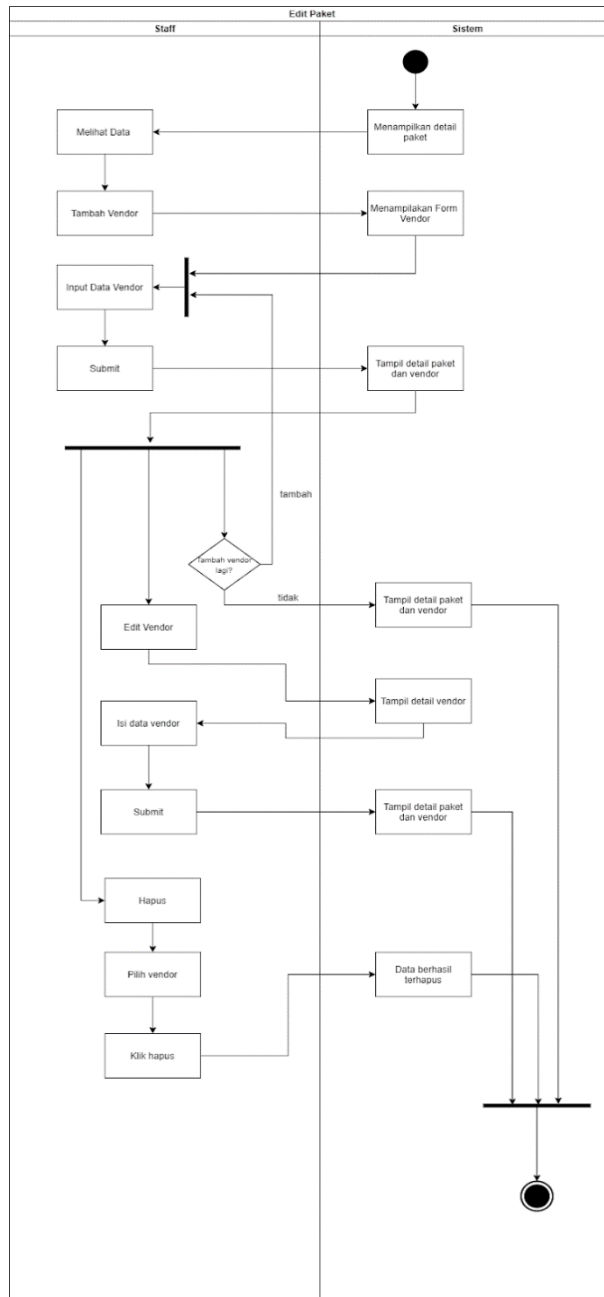 Edit Paket
Staff
Sistem
Melihat Data
Menampilkan detail
paket
Tambah Vendor
Menampilakan Form
Vendor
Input Data Vendor
Submit
Tampil detail paket
dan vendor
tambah
Tambah vendor
lagi?
tidak
Edit Vendor
Tampil detail paket
dan vendor
Tampil detail vendor
Isi data vendor
Submit
Tampil detail paket
dan vendor
Hapus
Pilih vendor
Data berhasil
terhapus
Klik hapus